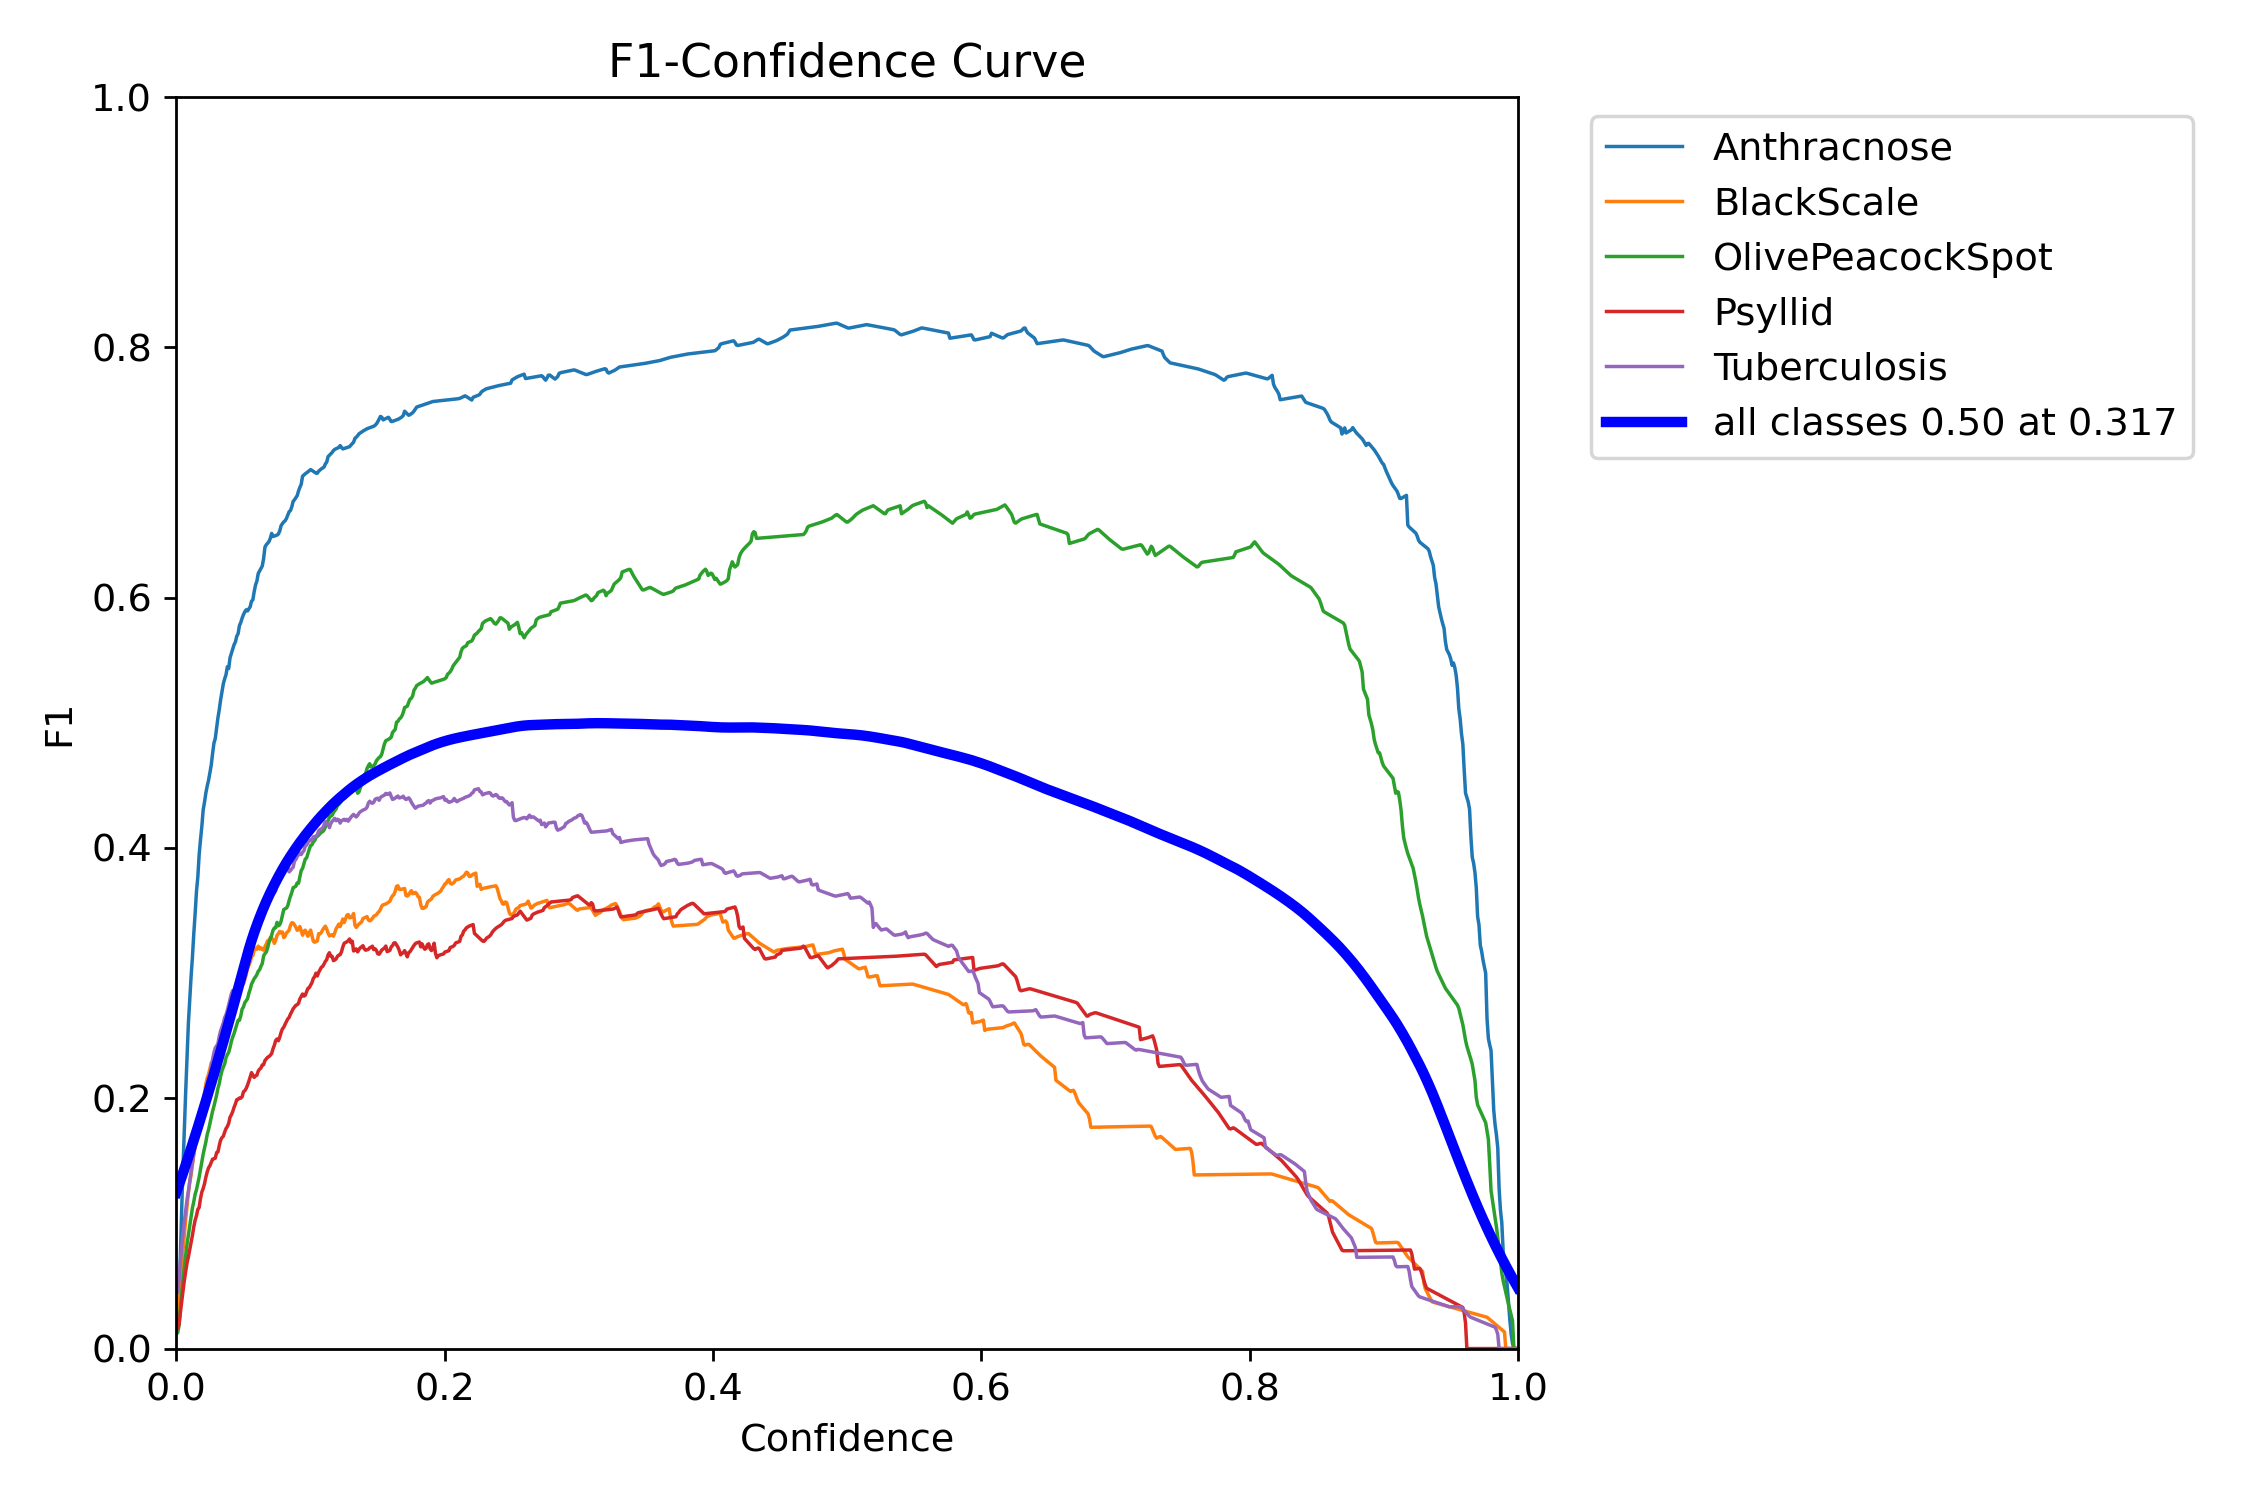 F1-Confidence Curve
1.0
0.8
0.6
0.4
0.2
0.0
F1
0.0 0.2 0.4 0.6 0.8 1.0
Confidence
Anthracnose
BlackScale
OlivePeacockSpot
Psyllid
Tuberculosis
all classes 0.50 at 0.317